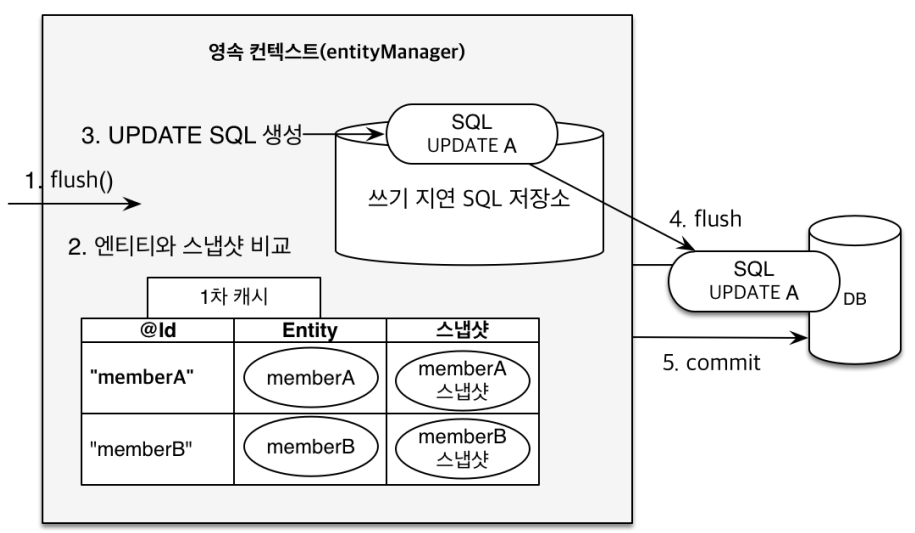 영속 컨텍스트(entityManager)
3. UPDATE SQL 생성
SQL
UPDATE A
1. flush()
쓰기 지연 SQL 저장소
4. flush
2. 엔티티와 스냅샷 비교
SQL
UPDATE A
DB
1차 캐시
5. commit
@Id
Entity
스냅샷
"memberA"
memberA
memberA
스냅샷
"memberB"
memberB
memberB
스냅샷